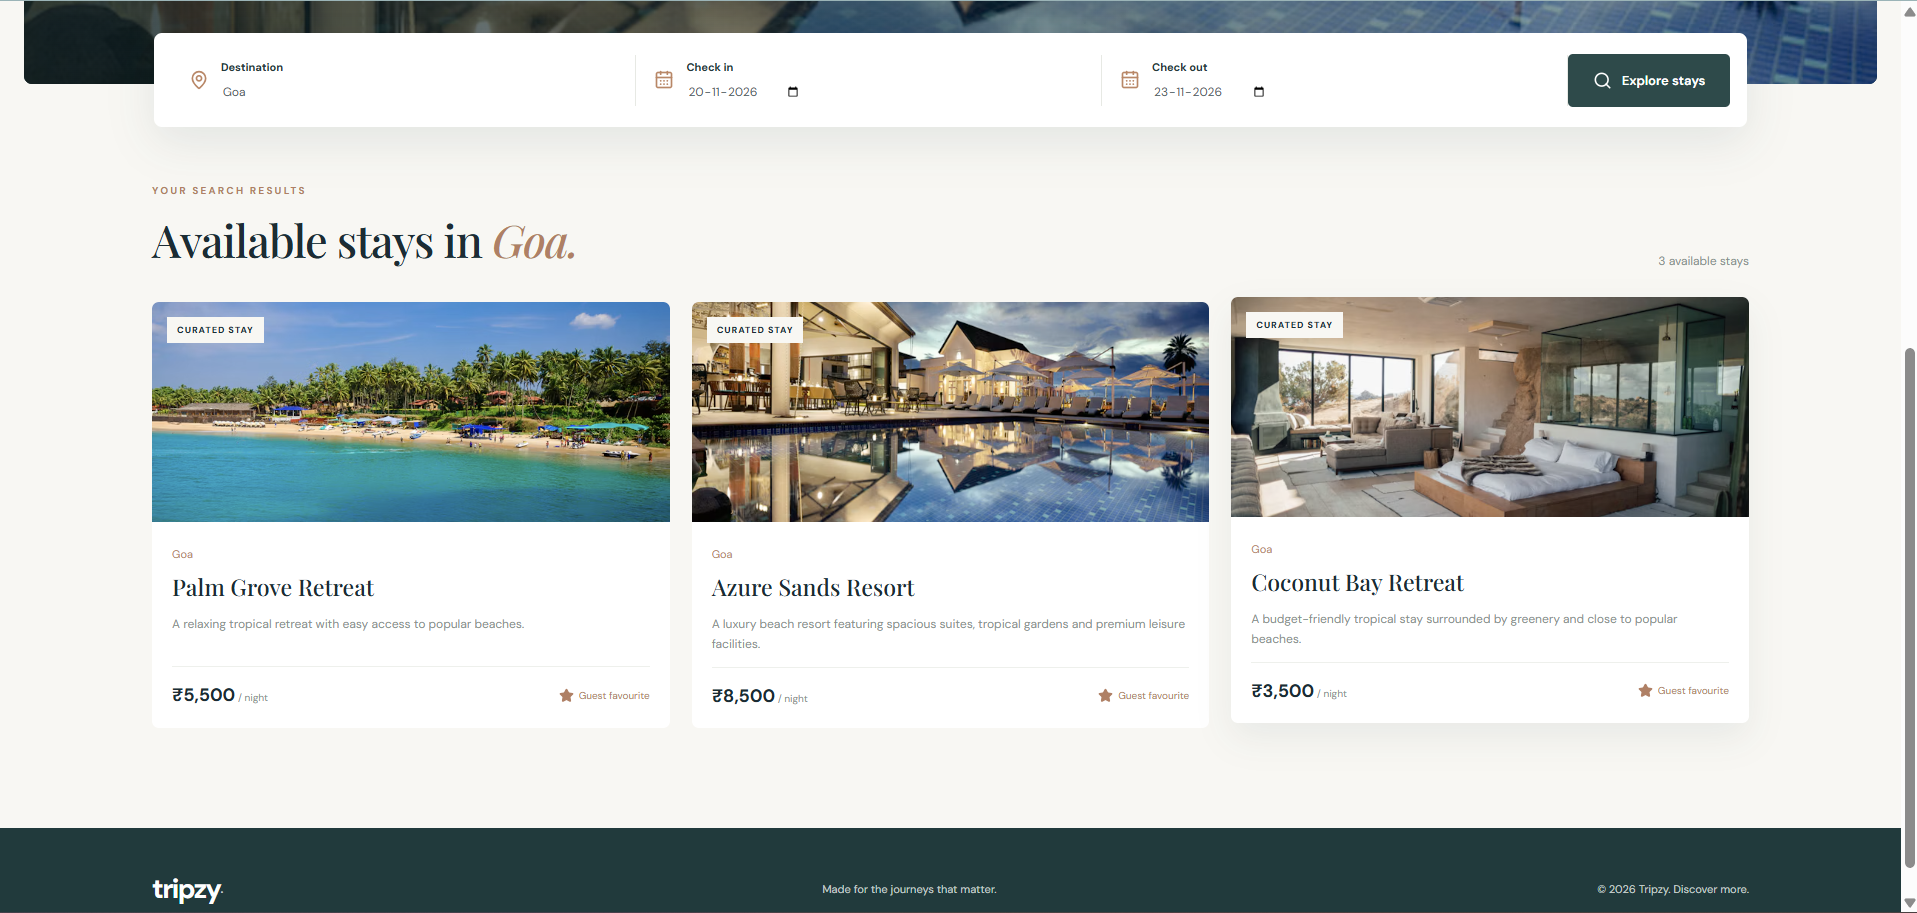 Destination
Goa
Check in
20-11-2026
Check out
23-11-2026
Explore stays
YOUR SEARCH RESULTS
Available stays in Goa.
3 available stays
CURATED STAY
Goa
Palm Grove Retreat
A relaxing tropical retreat with easy access to popular beaches.
₹5,500 / night
Guest favourite
CURATED STAY
Goa
Azure Sands Resort
A luxury beach resort featuring spacious suites, tropical gardens and premium leisure
facilities.
₹8,500 / night
Guest favourite
CURATED STAY
Goa
Coconut Bay Retreat
A budget-friendly tropical stay surrounded by greenery and close to popular
beaches.
₹3,500 / night
Guest favourite
tripzy.
Made for the journeys that matter.
© 2026 Tripzy. Discover more.